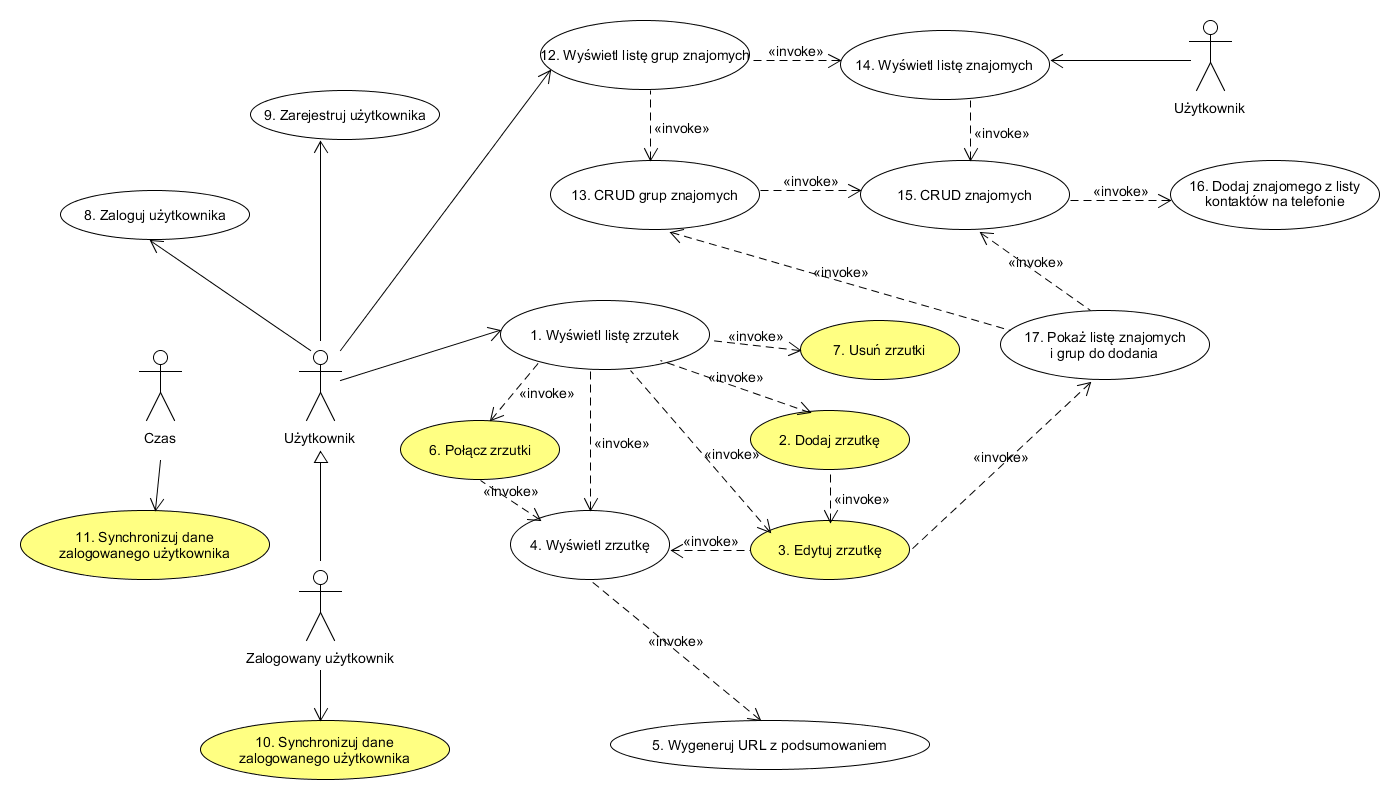 12. Wyświetl listę grup znajomych
«invoke»
14. Wyświetl listę znajomych
Użytkownik
9. Zarejestruj użytkownika
«invoke»
«invoke»
8. Zaloguj użytkownika
13. CRUD grup znajomych
«invoke»
15. CRUD znajomych
«invoke»
16. Dodaj znajomego z listy
kontaktów na telefonie
«invoke»
«invoke»
1. Wyświetl listę zrzutek
«invoke»
7. Usuń zrzutki
17. Pokaż listę znajomych
i grup do dodania
«invoke»
«invoke»
Czas
Użytkownik
6. Połącz zrzutki
«invoke»
«invoke»
2. Dodaj zrzutkę
«invoke»
«invoke»
«invoke»
11. Synchronizuj dane
zalogowanego użytkownika
4. Wyświetl zrzutkę
«invoke»
3. Edytuj zrzutkę
«invoke»
Zalogowany użytkownik
«invoke»
10. Synchronizuj dane
zalogowanego użytkownika
5. Wygeneruj URL z podsumowaniem